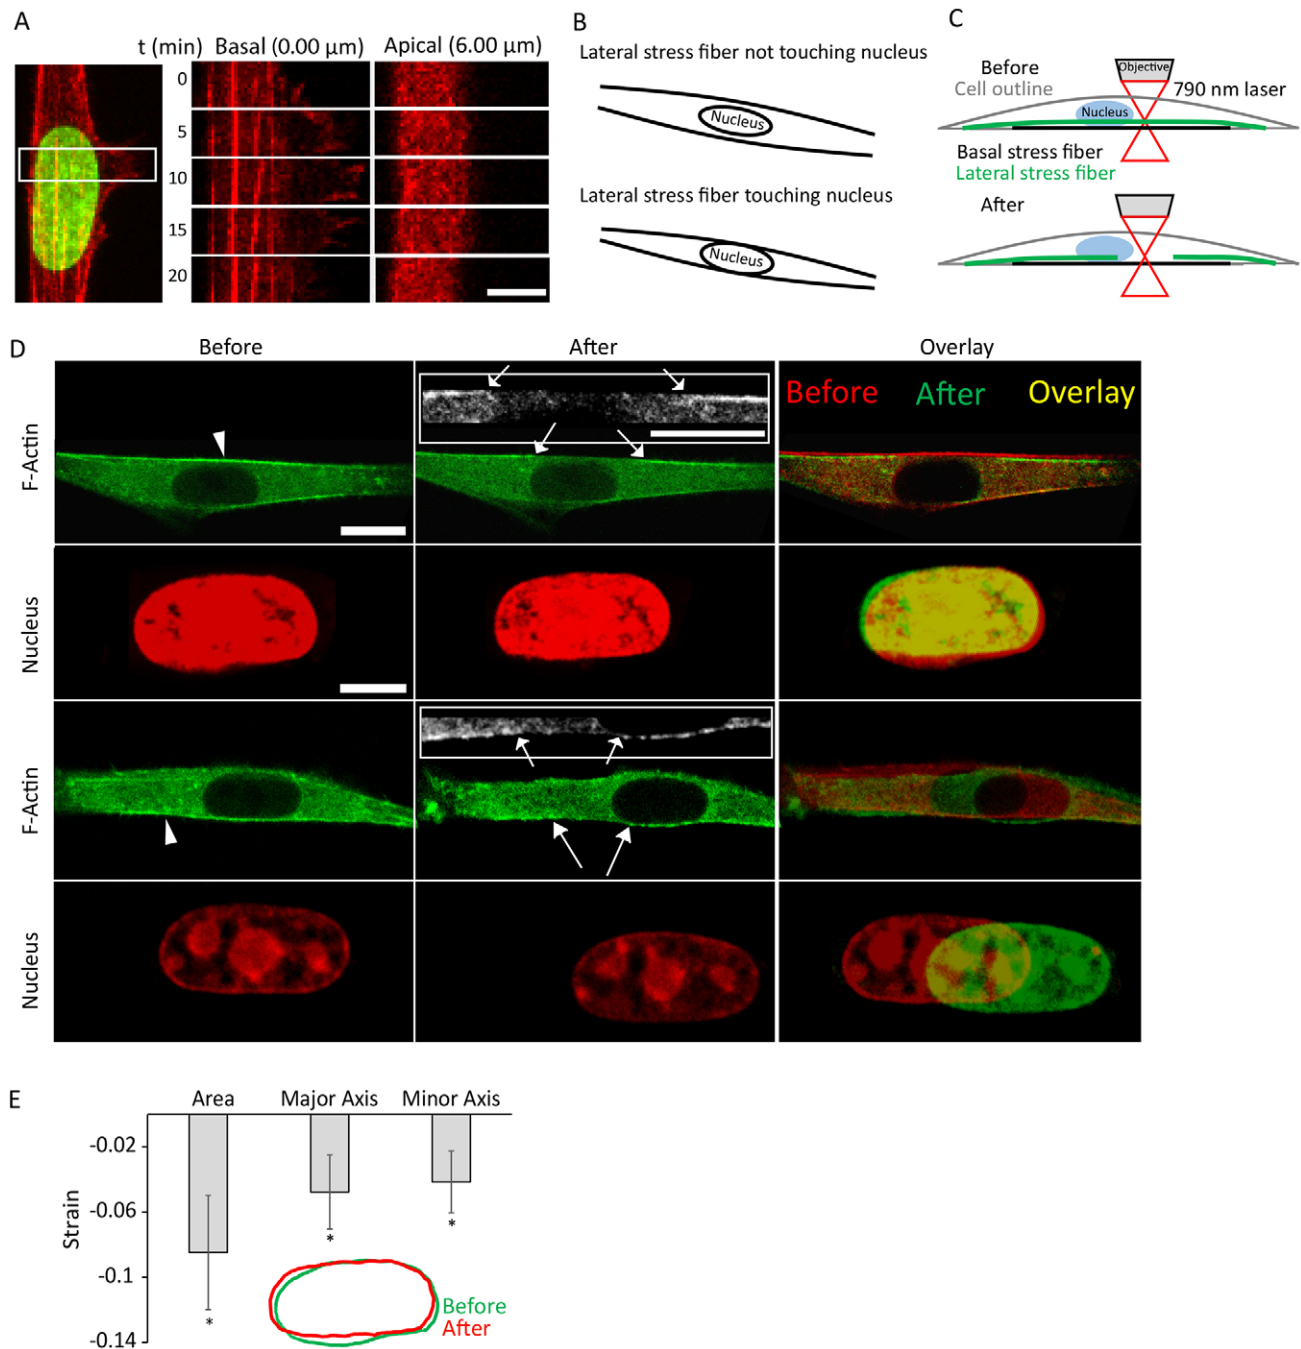 A
t (min) Basal (0.00 µm) Apical (6.00 µm)
0
5
10
15
20
B
Lateral stress fiber not touching nucleus
Nucleus
Lateral stress fiber touching nucleus
Nucleus
C
Before
Objective
Cell outline
790 nm laser
Nucleus
Basal stress fiber
Lateral stress fiber
After
D
Before After Overlay
F-Actin
Before After Overlay
Nucleus
F-Actin
Nucleus
E
Area Major Axis Minor Axis
Strain
-0.02
-0.06
-0.1
-0.14
*
*
*
Before
After